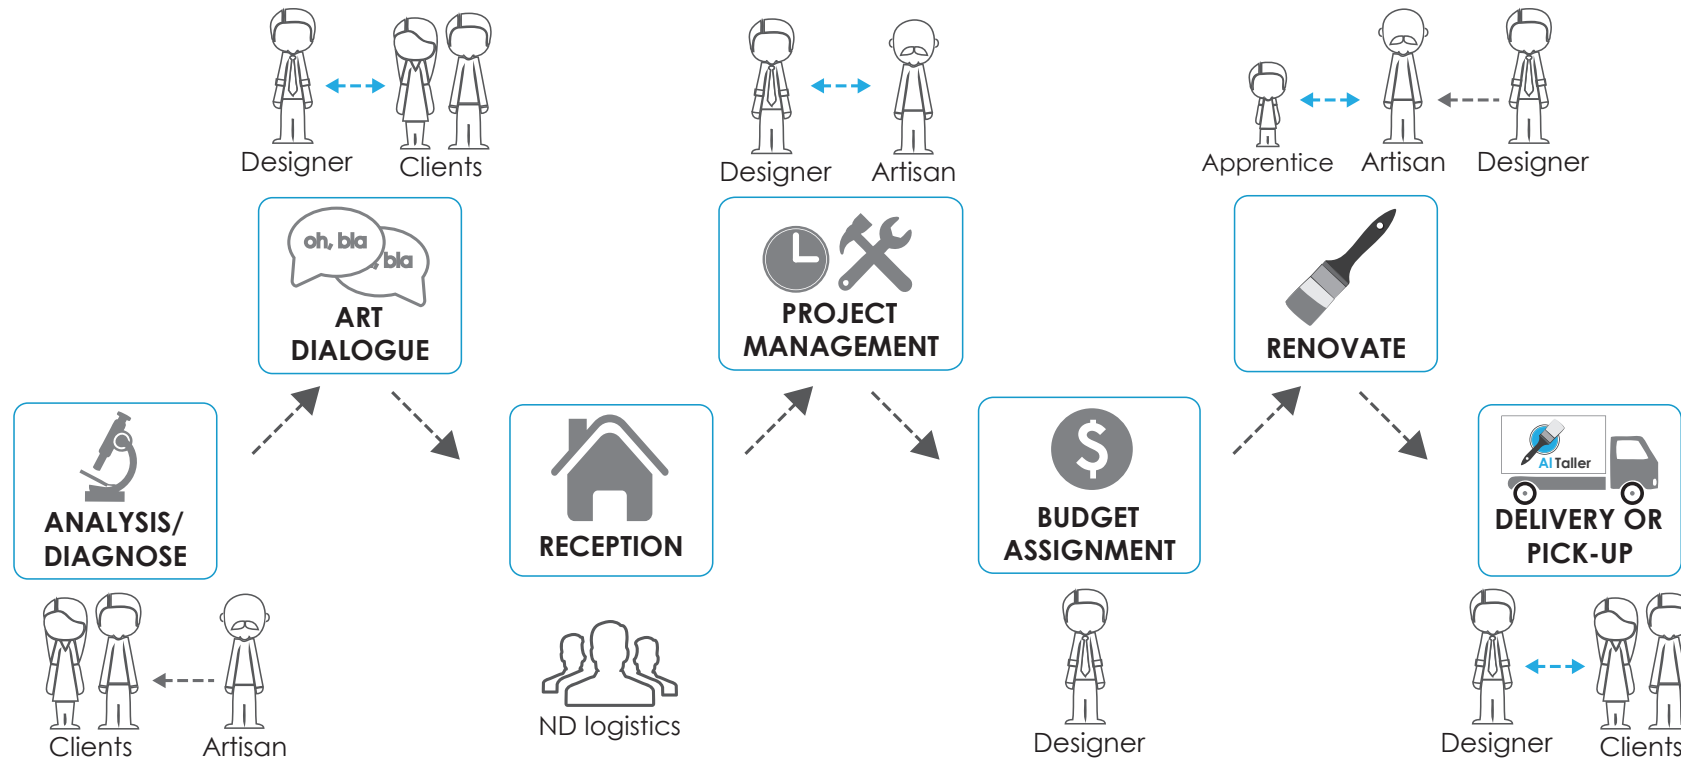 Designer
Clients
Designer
Artisan
Apprentice
Artisan
Designer
oh, bla
, bla
ART
DIALOGUE
PROJECT
MANAGEMENT
RENOVATE
ANALYSIS/
DIAGNOSE
RECEPTION
$
BUDGET
ASSIGNMENT
AI Taller
DELIVERY OR
PICK-UP
Clients
Artisan
ND logistics
Designer
Designer
Clients